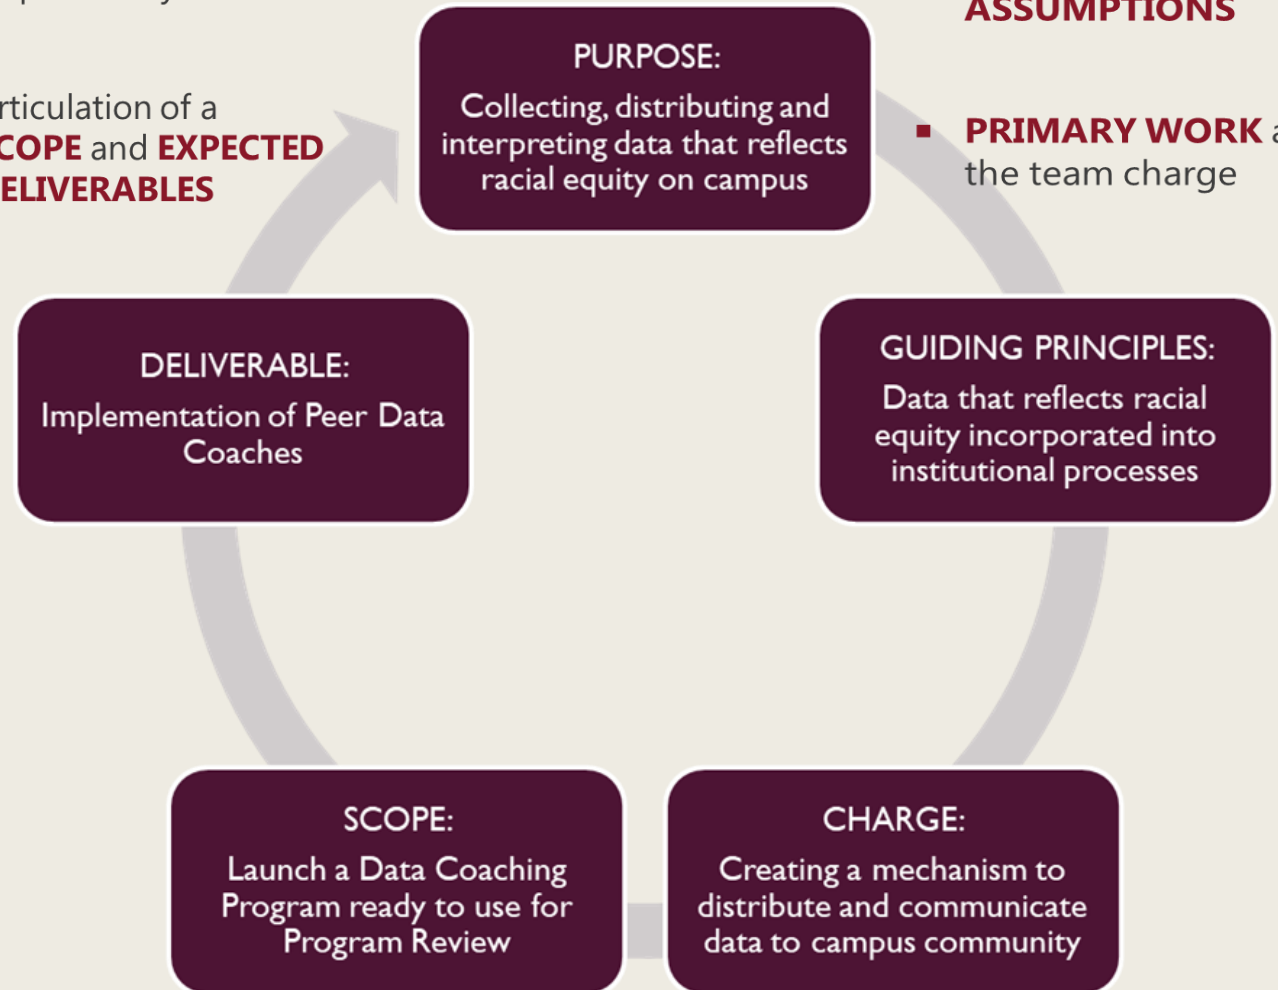 ASSUMPTIONS
PURPOSE:
Collecting, distributing and
interpreting data that reflects
racial equity on campus
rticulation of a
COPE and EXPECTED
ELIVERABLES
▪ PRIMARY WORK a
the team charge
DELIVERABLE:
Implementation of Peer Data
Coaches
GUIDING PRINCIPLES:
Data that reflects racial
equity incorporated into
institutional processes
SCOPE:
Launch a Data Coaching
Program ready to use for
Program Review
CHARGE:
Creating a mechanism to
distribute and communicate
data to campus community